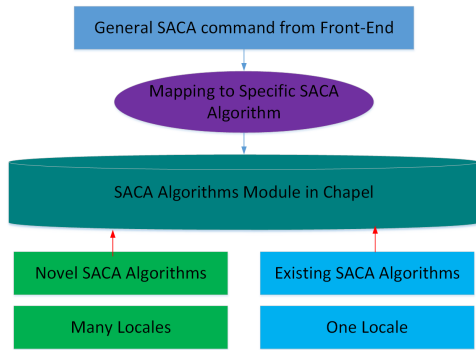 General SACA command from Front-End
Mapping to Specific SACA
Algorithm
SACA Algorithms Module in Chapel
Novel SACA Algorithms
Existing SACA Algorithms
Many Locales
One Locale